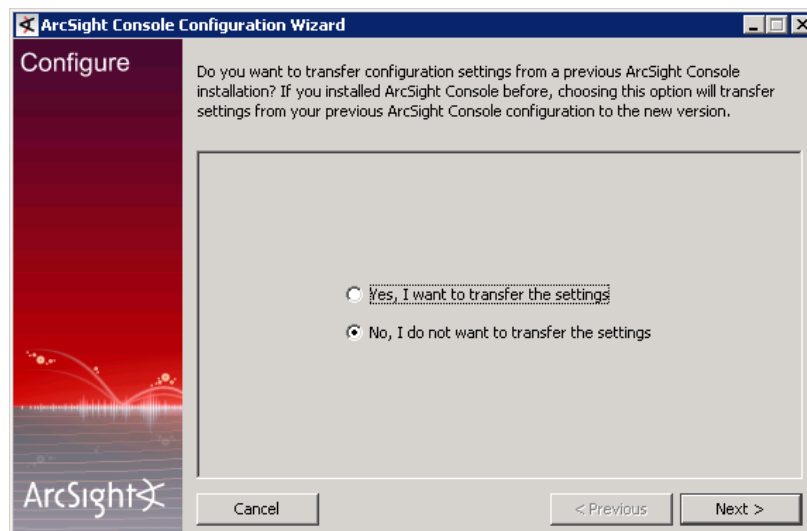 ArcSight Console Configuration Wizard
Configure
Do you want to transfer configuration settings from a previous ArcSight Console
installation? If you installed ArcSight Console before, choosing this option will transfer
settings from your previous ArcSight Console configuration to the new version.
Yes, I want to transfer the settings
No, I do not want to transfer the settings
ArcSight
Cancel
< Previous
Next >